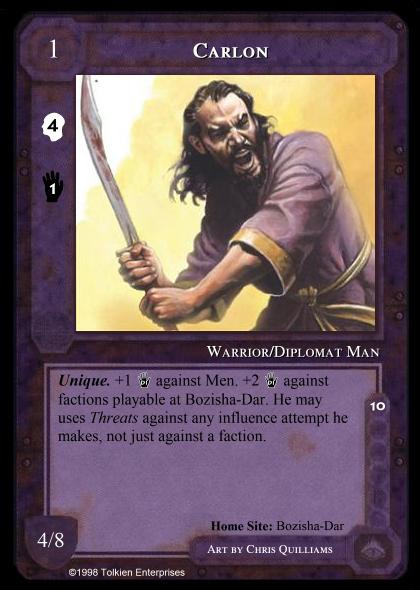 1
CARLON
4
1
WARRIOR/DIPLOMAT MAN
Unique. +1 against Men. +2 against
factions playable at Bozisha-Dar. He may
uses Threats against any influence attempt he
makes, not just against a faction.
10
Home Site: Bozisha-Dar
4/8
ART BY CHRIS QUILLIAMS
©1998 Tolkien Enterprises